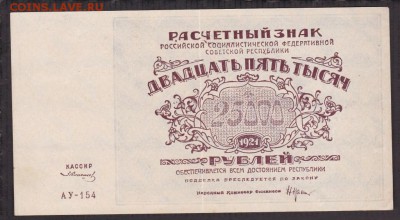 COINS.LAVE.RU
РАСЧЕТНЫЙ ЗНАК
РОССИЙСКОЙ СОЦИАЛИСТИЧЕСКОЙ ФЕДЕРАТИВНОЙ
СОВЕТСКОЙ РЕСПУБЛИКИ
ДВАДЦАТЬ ПЯТЬ ТЫСЯЧ
25000
1921
РУБЛЕЙ
ОБЕСПЕЧИВАЕТСЯ ВСЕМ ДОСТОЯНИЕМ РЕСПУБЛИКИ
ПОДДЕЛКА ПРЕСЛЕДУЕТСЯ ПО ЗАКОНУ
Народный Комиссар Финансов
КАССИР
АУ-154